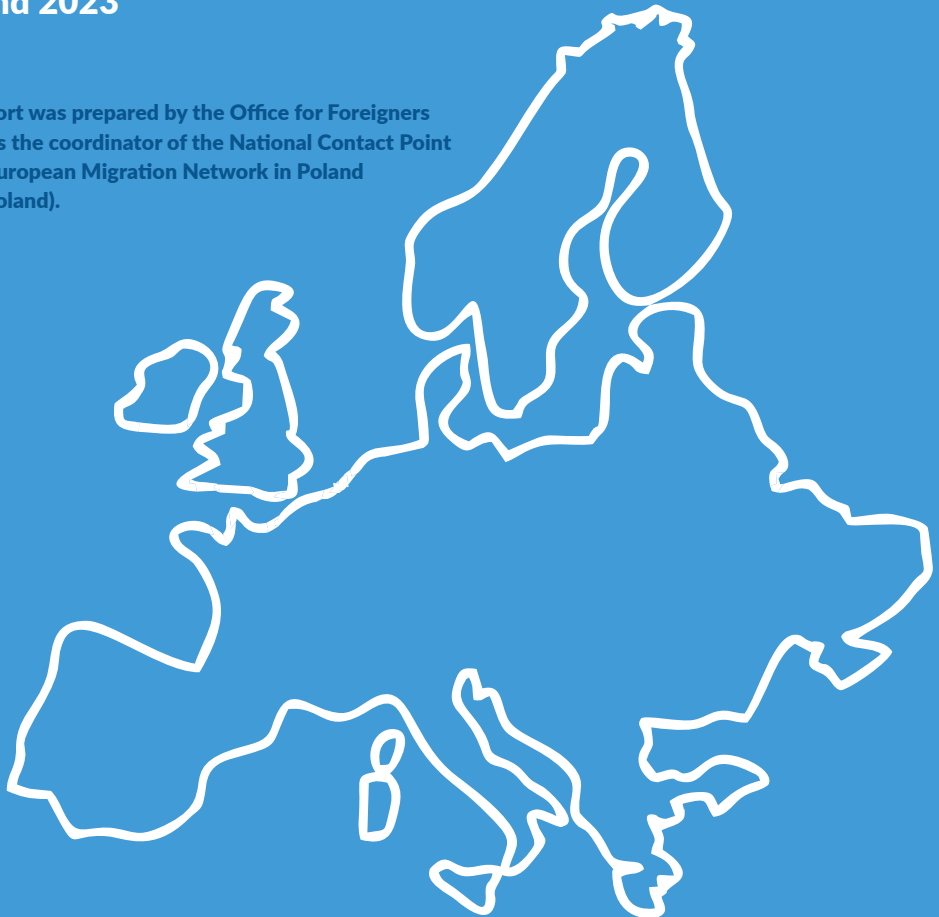 nd 2023
ort was prepared by the Office for Foreigners
s the coordinator of the National Contact Point
uropean Migration Network in Poland
oland).